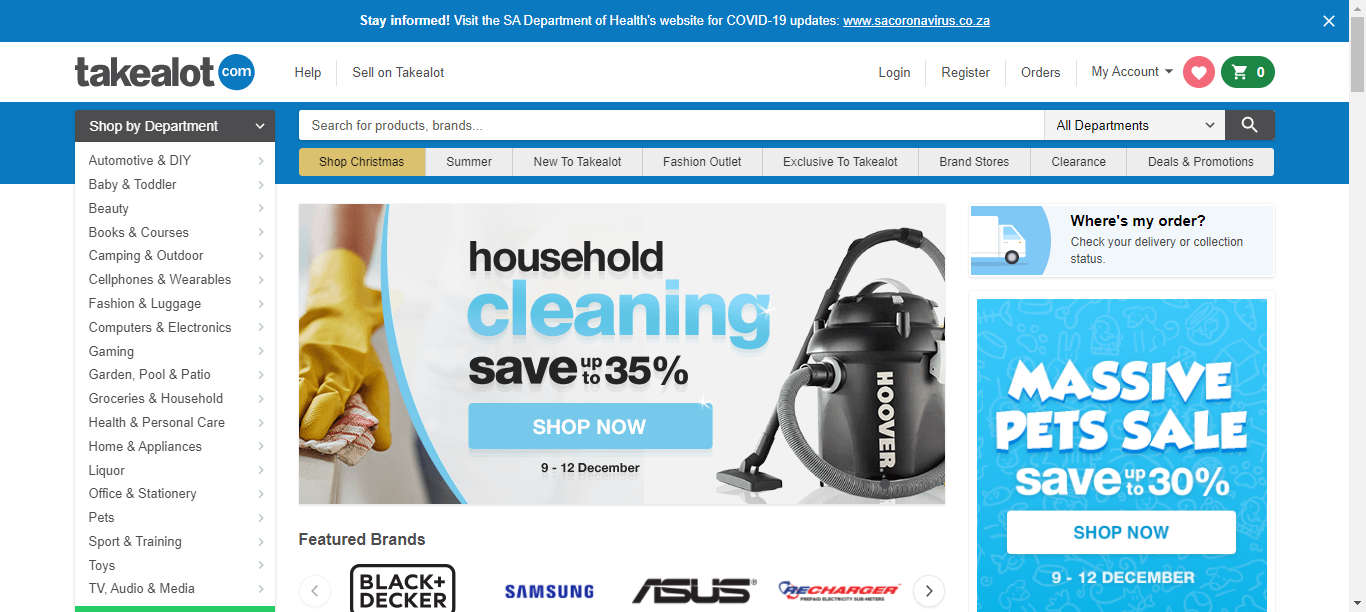 Stay informed! Visit the SA Department of Health's website for COVID-19 updates: www.sacoronavirus.co.za
takealot com
Help
Sell on Takealot
Login
Register
Orders
My Account
0
Shop by Department
Search for products, brands...
All Departments
Shop Christmas
Summer
New To Takealot
Fashion Outlet
Exclusive To Takealot
Brand Stores
Clearance
Deals & Promotions
Automotive & DIY
Baby & Toddler
Beauty
Books & Courses
Camping & Outdoor
Cellphones & Wearables
Fashion & Luggage
Computers & Electronics
Gaming
Garden, Pool & Patio
Groceries & Household
Health & Personal Care
Home & Appliances
Liquor
Office & Stationery
Pets
Sport & Training
Toys
TV, Audio & Media
household
cleaning
save up to 35%
SHOP NOW
9 - 12 December
HOOVER.
Where's my order?
Check your delivery or collection
status.
MASSIVE
PETS SALE
save up to 30%
SHOP NOW
9 - 12 DECEMBER
Featured Brands
BLACK+
DECKER
SAMSUNG
ASUS
RECHARGER
PREPAID ELECTRICITY SUB-METERS